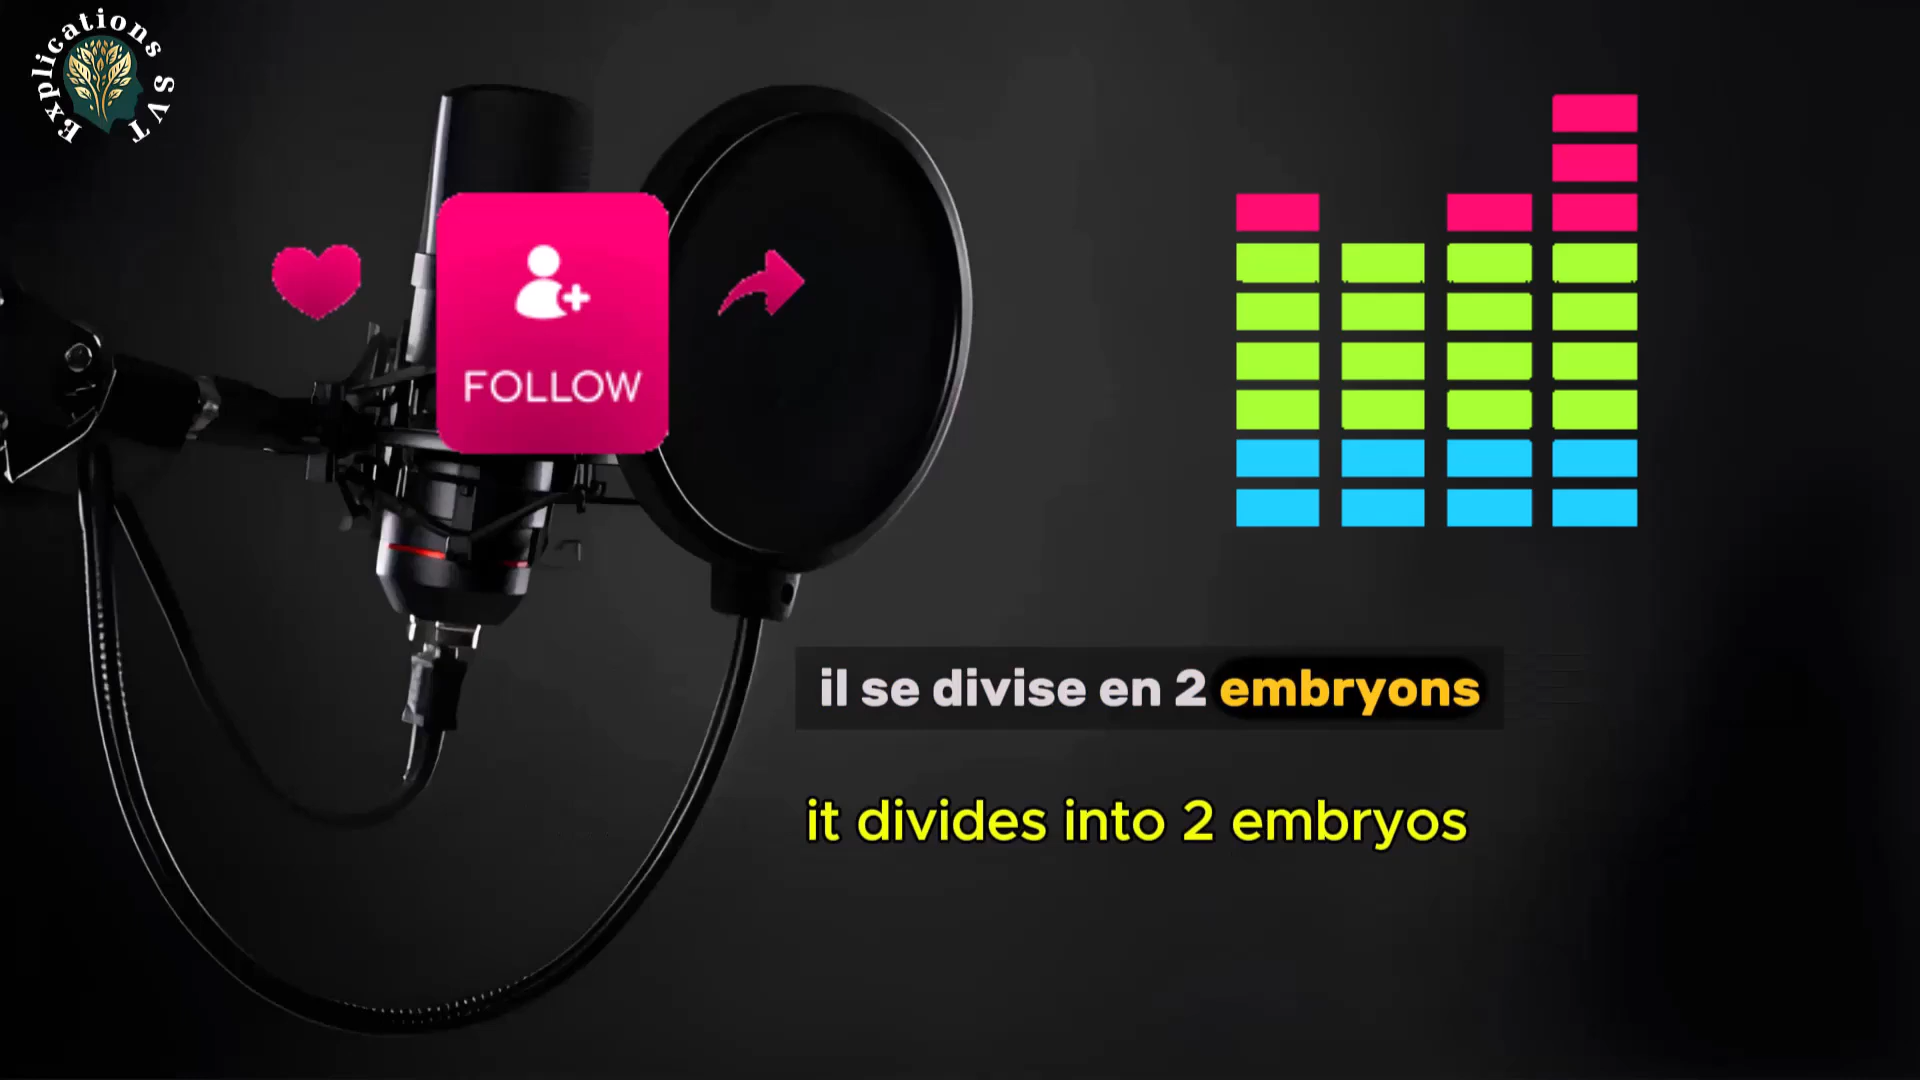 Explications SVT
FOLLOW
il se divise en 2 embryons
it divides into 2 embryos